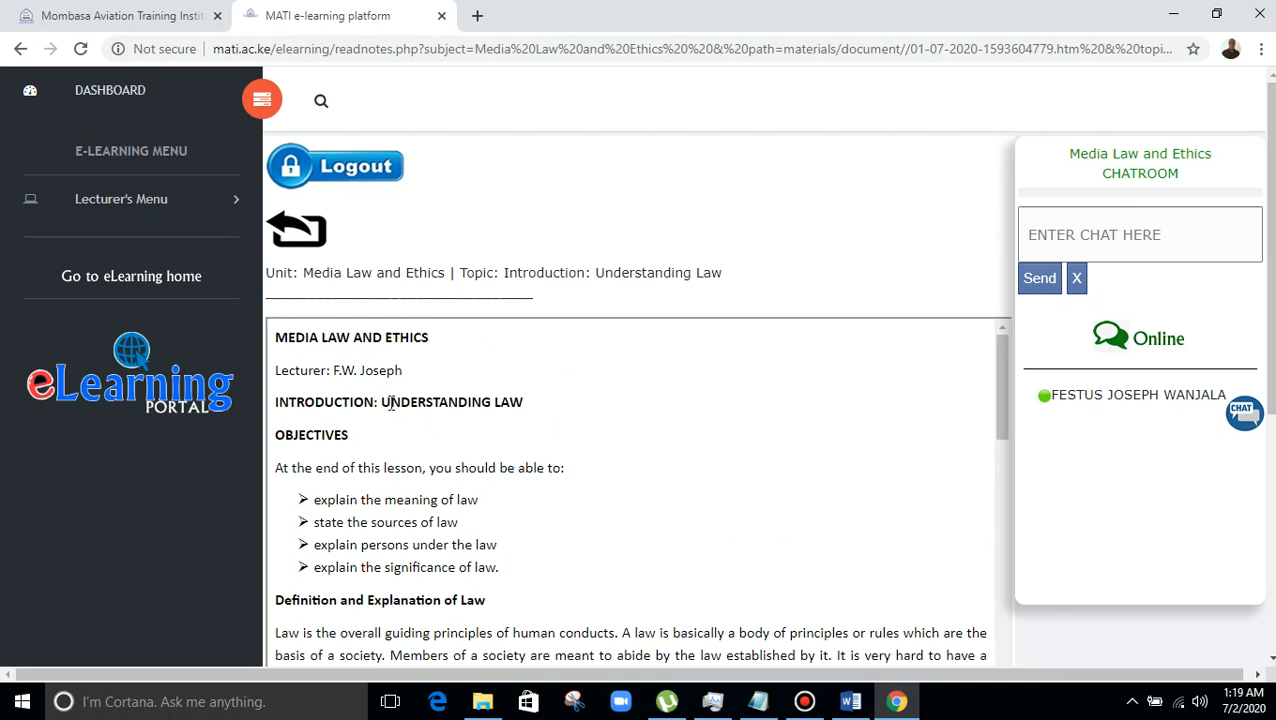 Mombasa Aviation Training Instit
MATI e-learning platform
Not secure
mati.ac.ke/elearning/readnotes.php?subject=Media%20Law%20and%20Ethics%20%20&%20path=materials/document//01-07-2020-1593604779.htm%20&%20topi...
DASHBOARD
E-LEARNING MENU
Lecturer's Menu
Go to eLearning home
eLearning
PORTAL
Logout
Unit: Media Law and Ethics | Topic: Introduction: Understanding Law
MEDIA LAW AND ETHICS
Lecturer: F.W. Joseph
INTRODUCTION: UNDERSTANDING LAW
OBJECTIVES
At the end of this lesson, you should be able to:
explain the meaning of law
state the sources of law
explain persons under the law
explain the significance of law.
Definition and Explanation of Law
Law is the overall guiding principles of human conducts. A law is basically a body of principles or rules which are the
basis of a society. Members of a society are meant to abide by the law established by it. It is very hard to have a
Media Law and Ethics
CHATROOM
ENTER CHAT HERE
Send
X
Online
FESTUS JOSEPH WANJALA
CHAT
I'm Cortana. Ask me anything.
1:19 AM
7/2/2020